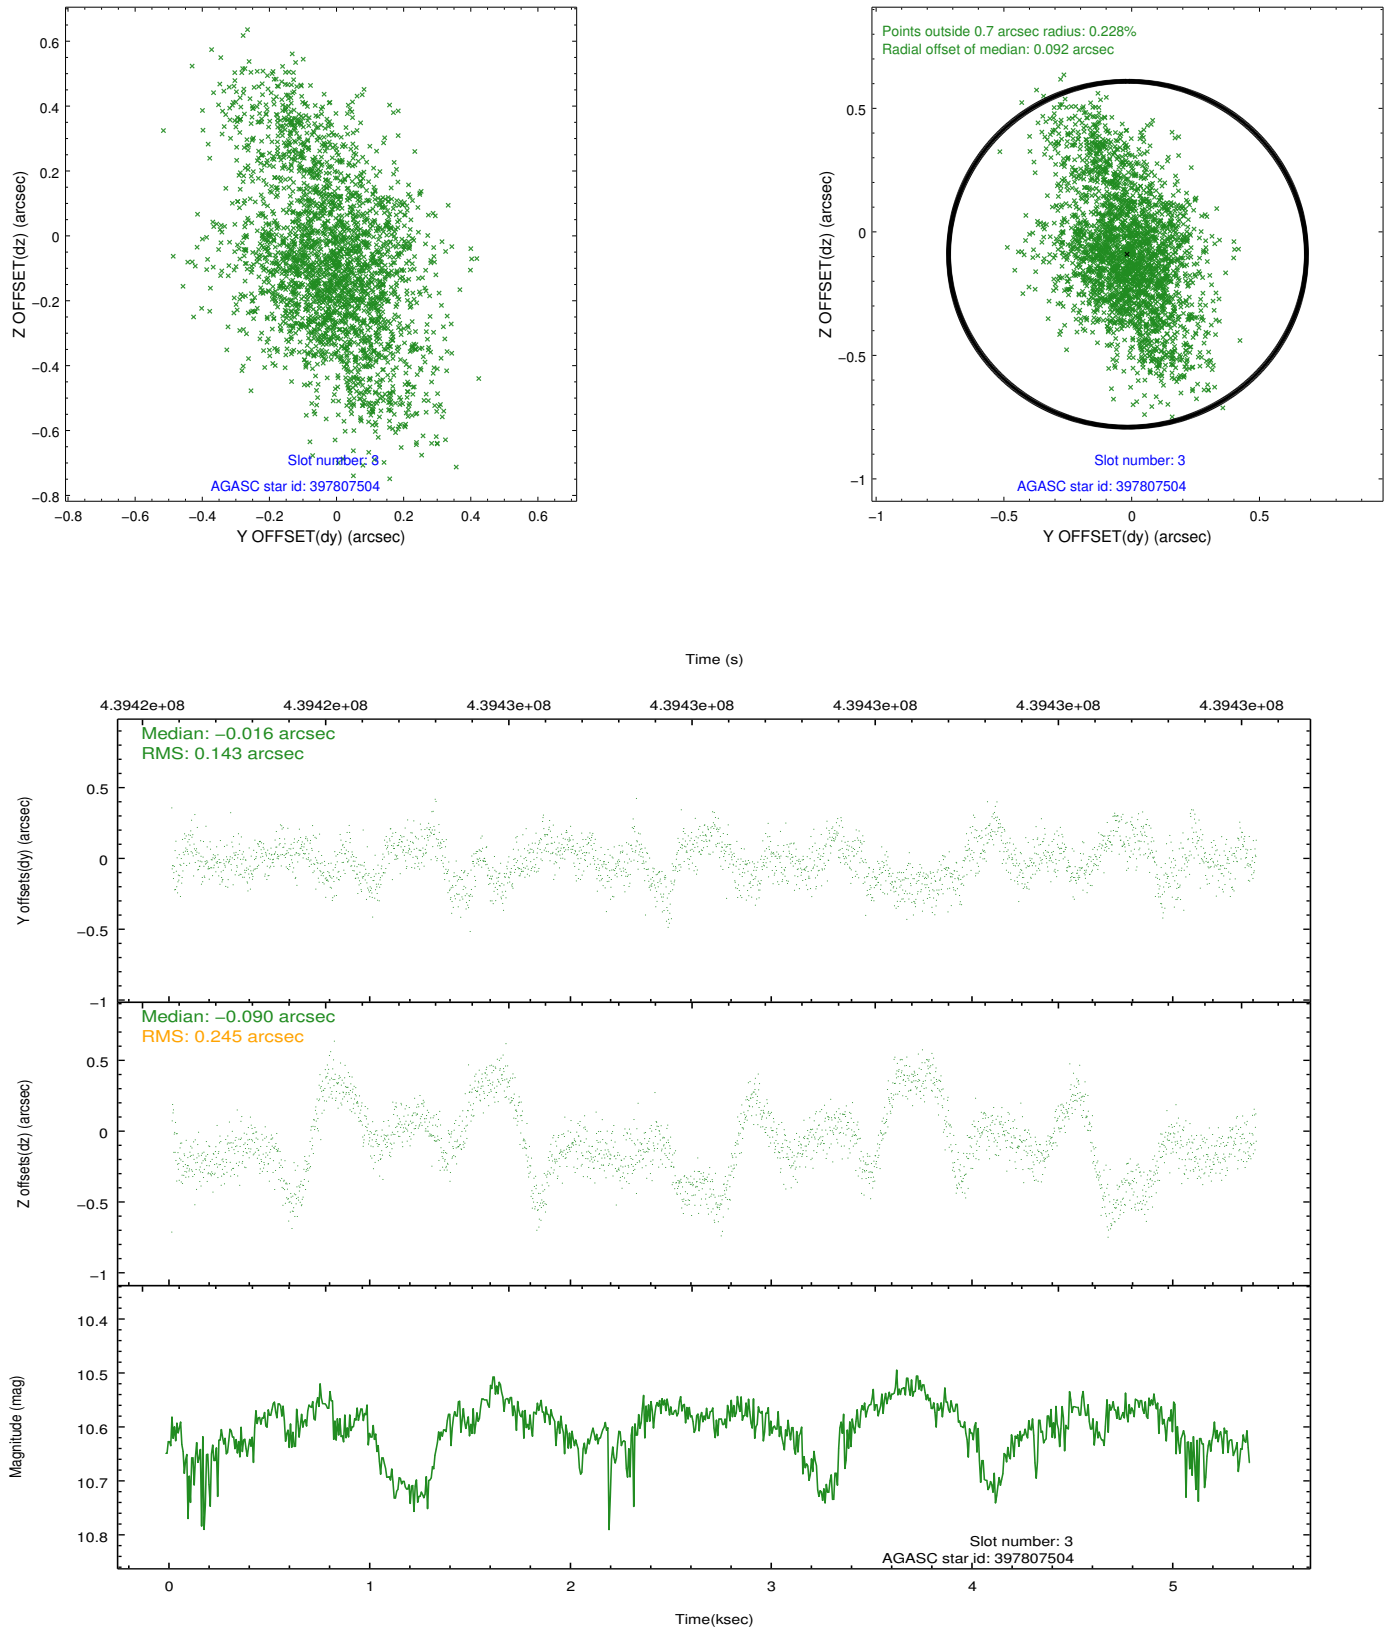 0.6
0.4
0.2
0
−0.2
−0.4
−0.6
−0.8
Z OFFSET(dz) (arcsec)
Slot number: 3
AGASC star id: 397807504
−0.8 −0.6 −0.4 −0.2 0 0.2 0.4 0.6
Y OFFSET(dy) (arcsec)
Points outside 0.7 arcsec radius: 0.228%
Radial offset of median: 0.092 arcsec
0.5
0
−0.5
−1
Z OFFSET(dz) (arcsec)
Slot number: 3
AGASC star id: 397807504
−1 −0.5 0 0.5
Y OFFSET(dy) (arcsec)
Time (s)
4.3942e+08 4.3942e+08 4.3943e+08 4.3943e+08 4.3943e+08 4.3943e+08 4.3943e+08
Median: −0.016 arcsec
RMS: 0.143 arcsec
0.5
0
−0.5
−1
Y offsets(dy) (arcsec)
Median: −0.090 arcsec
RMS: 0.245 arcsec
0.5
0
−0.5
−1
Z offsets(dz) (arcsec)
10.4
10.5
10.6
10.7
10.8
Magnitude (mag)
Slot number: 3
AGASC star id: 397807504
0 1 2 3 4 5
Time(ksec)